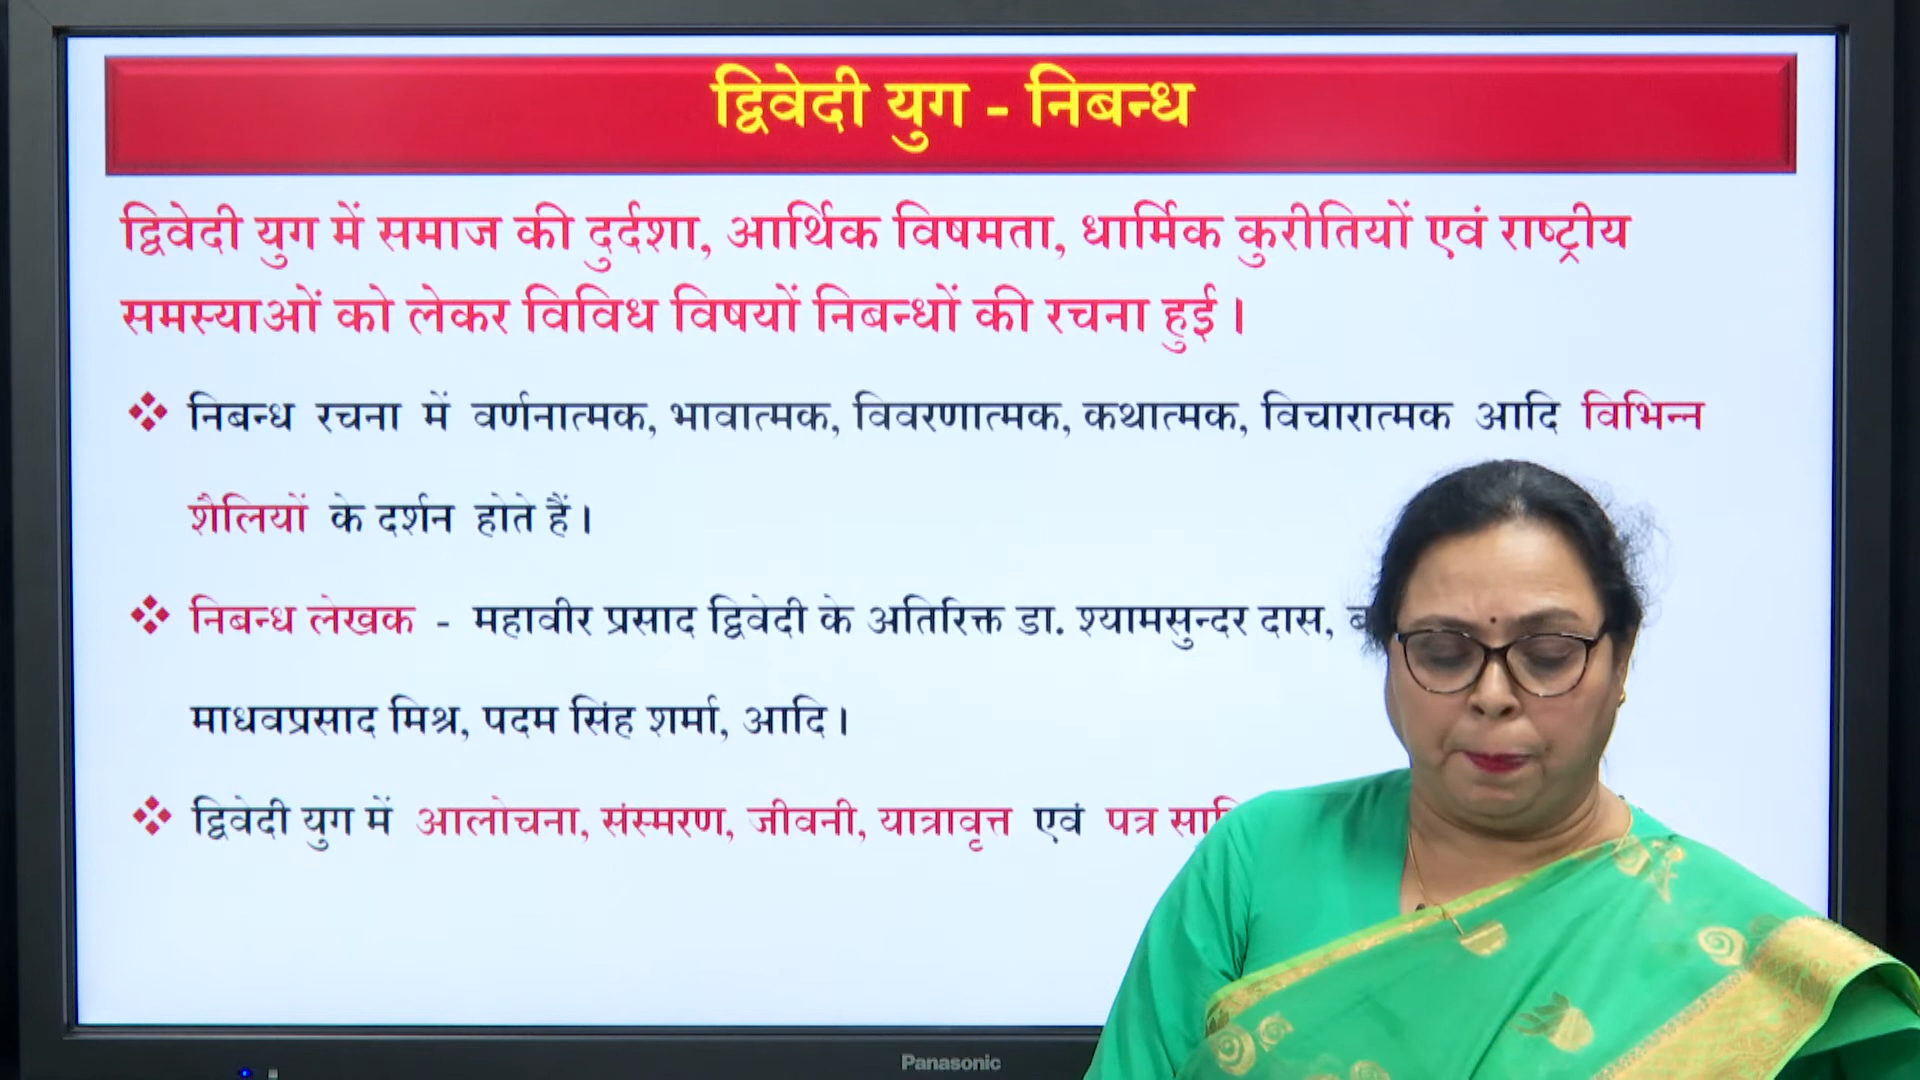 द्विवेदी युग - निबन्ध
द्विवेदी युग में समाज की दुर्दशा, आर्थिक विषमता, धार्मिक कुरीतियों एवं राष्ट्रीय
समस्याओं को लेकर विविध विषयों निबन्धों की रचना हुई।
निबन्ध रचना में वर्णनात्मक, भावात्मक, विवरणात्मक, कथात्मक, विचारात्मक आदि विभिन्न
शैलियों के दर्शन होते हैं।
निबन्ध लेखक - महावीर प्रसाद द्विवेदी के अतिरिक्त डा. श्यामसुन्दर दास,
माधवप्रसाद मिश्र, पदम सिंह शर्मा, आदि।
द्विवेदी युग में आलोचना, संस्मरण, जीवनी, यात्रावृत्त एवं पत्र
Panasonic